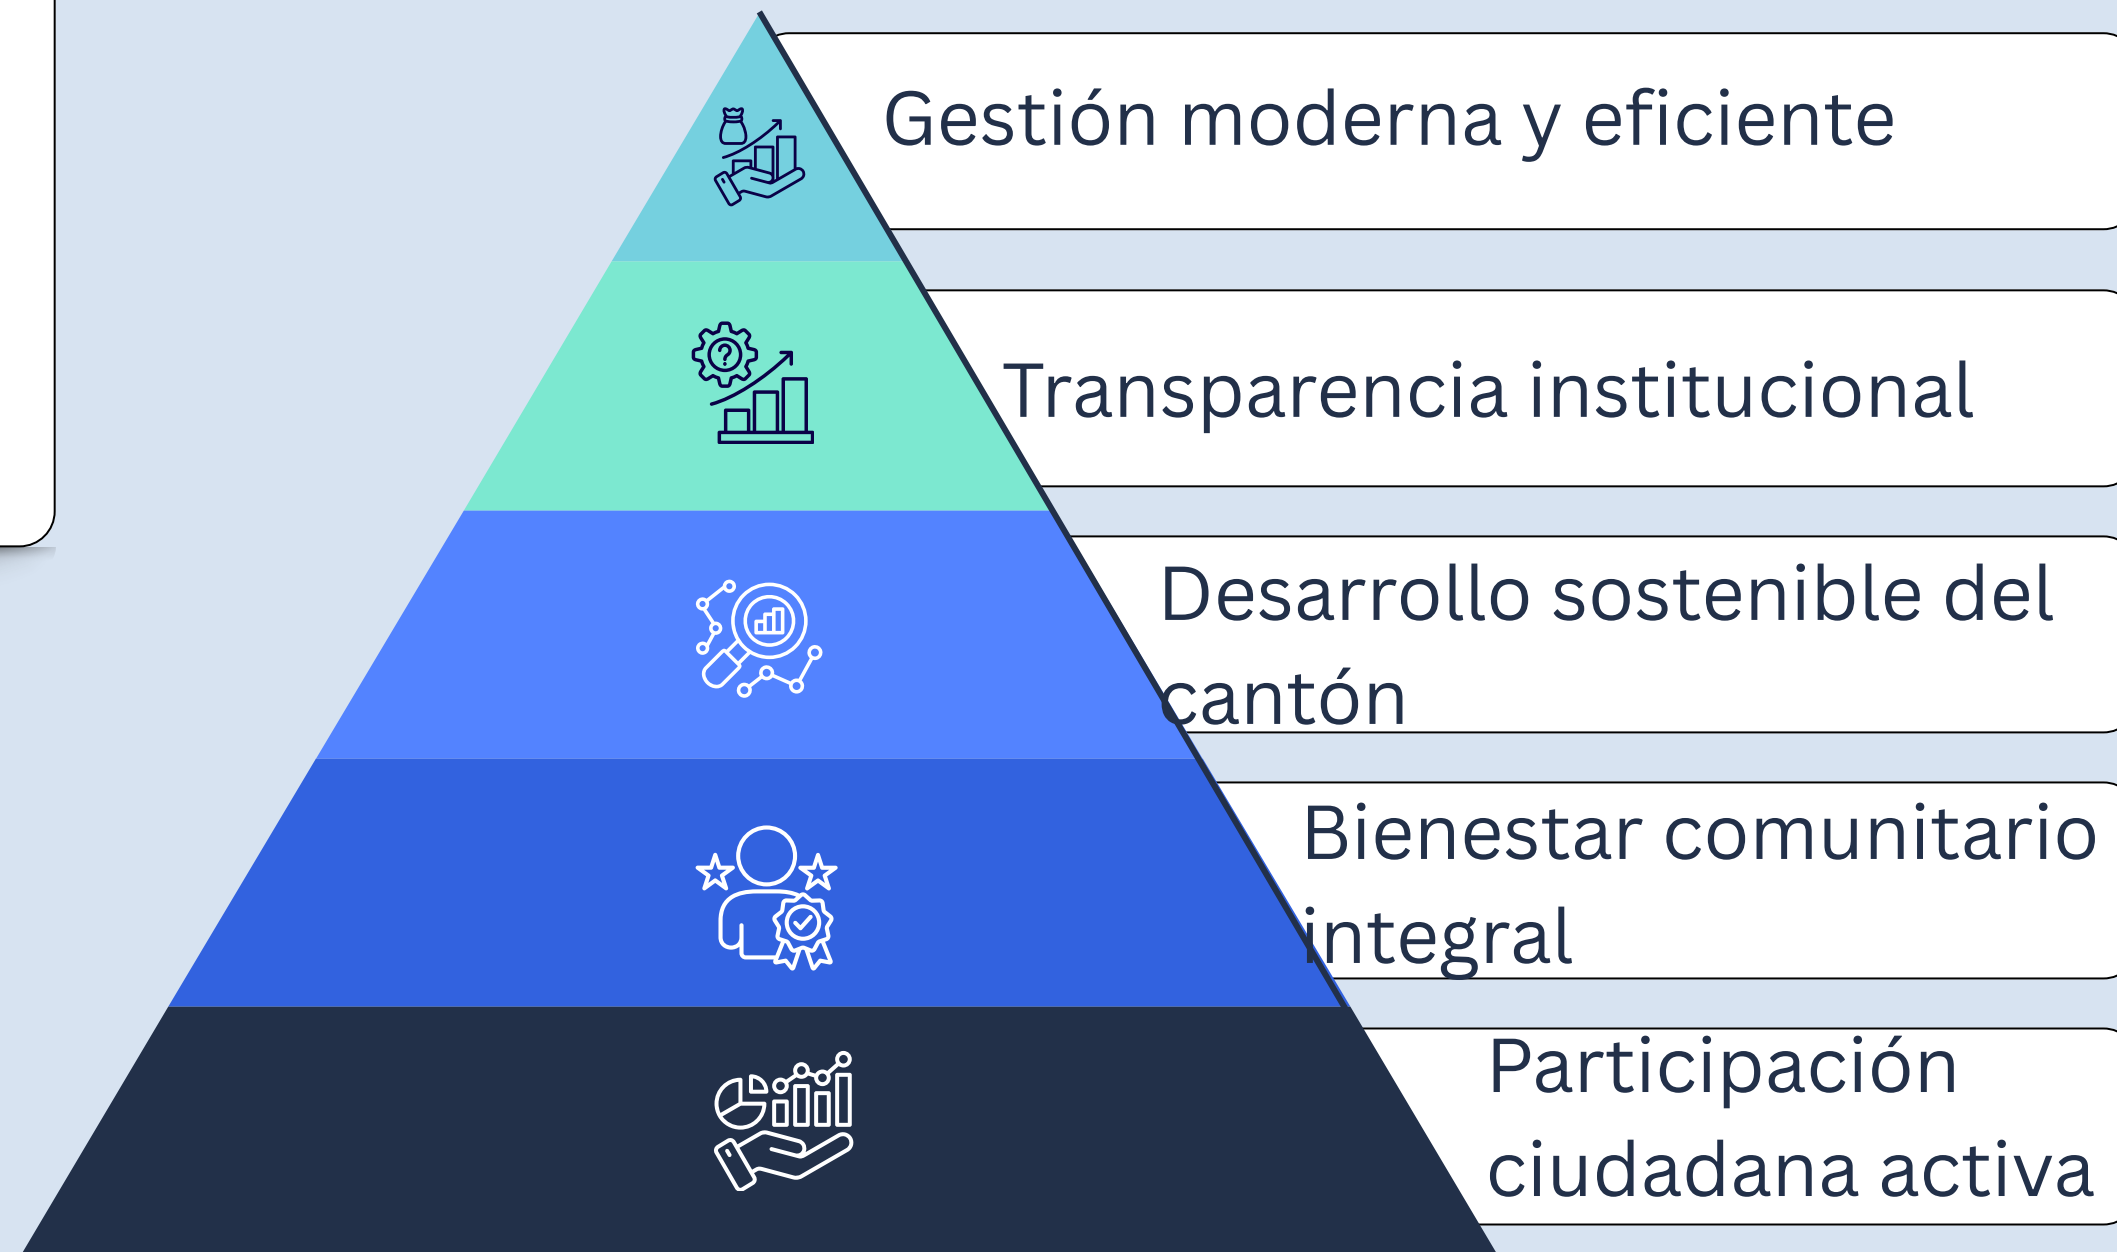 Gestión moderna y eficiente
Transparencia institucional
Desarrollo sostenible del
cantón
Bienestar comunitario
integral
Participación
ciudadana activa